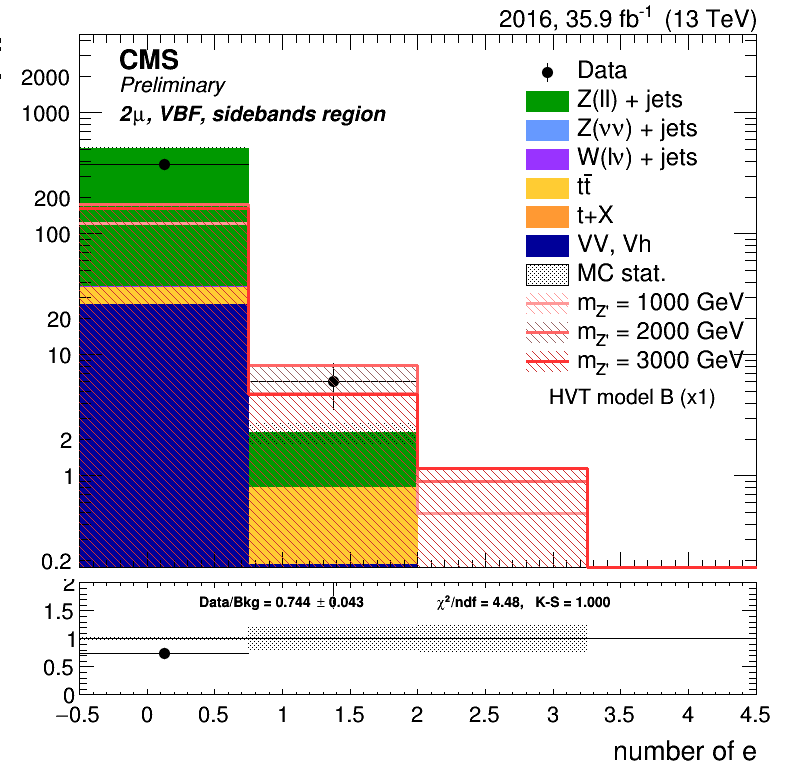 2016, 35.9 fb⁻¹ (13 TeV)
CMS
Preliminary
2μ, VBF, sidebands region
Data
Z(ll) + jets
Z(νν) + jets
W(lν) + jets
tt̄
t+X
VV, Vh
MC stat.
m_Z' = 1000 GeV
m_Z' = 2000 GeV
m_Z' = 3000 GeV
HVT model B (x1)
2000
1000
200
100
20
10
2
1
0.2
Data/Bkg = 0.744 ± 0.043 χ²/ndf = 4.48, K-S = 1.000
2
1.5
1
0.5
0
−0.5 0 0.5 1 1.5 2 2.5 3 3.5 4 4.5
number of e